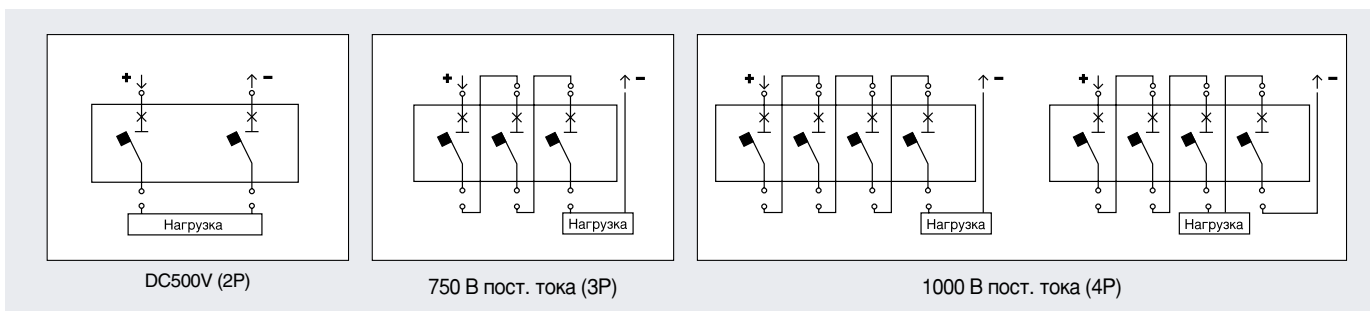 + −
Нагрузка
DC500V (2P)
+ −
Нагрузка
750 В пост. тока (3P)
+ −
Нагрузка
+ −
Нагрузка
1000 В пост. тока (4P)